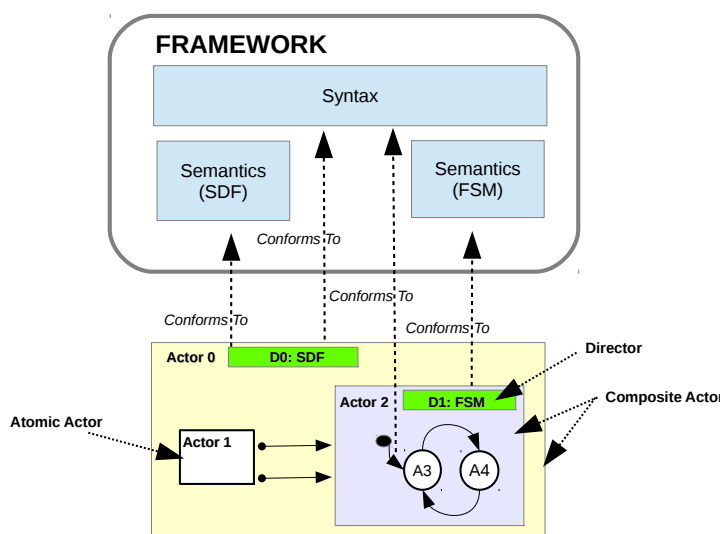 FRAMEWORK
Syntax
Semantics
(SDF)
Semantics
(FSM)
Conforms To
Conforms To
Conforms To
Conforms To
Actor 0
D0: SDF
Director
Actor 2
D1: FSM
Composite Actor
Atomic Actor
Actor 1
A3
A4